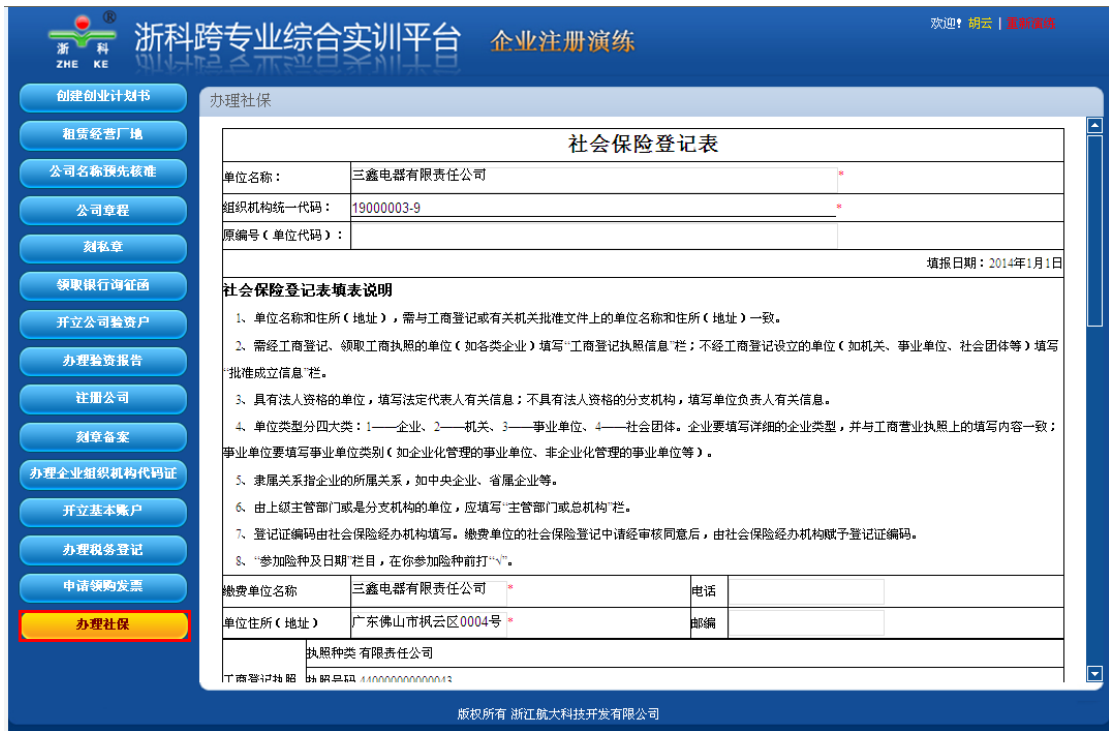 浙 科 ®
ZHE KE
浙科跨专业综合实训平台 企业注册演练
欢迎! 胡云 | 重新演练
创建创业计划书
租赁经营厂地
公司名称预先核准
公司章程
刻私章
领取银行询征函
开立公司验资户
办理验资报告
注册公司
刻章备案
办理企业组织机构代码证
开立基本账户
办理税务登记
申请领购发票
办理社保
办理社保
社会保险登记表
单位名称: 三鑫电器有限责任公司 *
组织机构统一代码: 19000003-9 *
原编号(单位代码):
填报日期:2014年1月1日
社会保险登记表填表说明
1、单位名称和住所(地址),需与工商登记或有关机关批准文件上的单位名称和住所(地址)一致。
2、需经工商登记、领取工商执照的单位(如各类企业)填写“工商登记执照信息”栏;不经工商登记设立的单位(如机关、事业单位、社会团体等)填写
“批准成立信息”栏。
3、具有法人资格的单位,填写法定代表人有关信息;不具有法人资格的分支机构,填写单位负责人有关信息。
4、单位类型分四大类:1——企业、2——机关、3——事业单位、4——社会团体。企业要填写详细的企业类型,并与工商营业执照上的填写内容一致;
事业单位要填写事业单位类别(如企业化管理的事业单位、非企业化管理的事业单位等)。
5、隶属关系指企业的所属关系,如中央企业、省属企业等。
6、由上级主管部门或是分支机构的单位,应填写“主管部门或总机构”栏。
7、登记证编码由社会保险经办机构填写。缴费单位的社会保险登记中请经审核同意后,由社会保险经办机构赋予登记证编码。
8、“参加险种及日期”栏目,在你参加险种前打“√”。
缴费单位名称 三鑫电器有限责任公司 * 电话
单位住所(地址) 广东佛山市枫云区0004号 * 邮编
执照种类 有限责任公司
工商登记执照 执照号码 440000000000043
版权所有 浙江航大科技开发有限公司